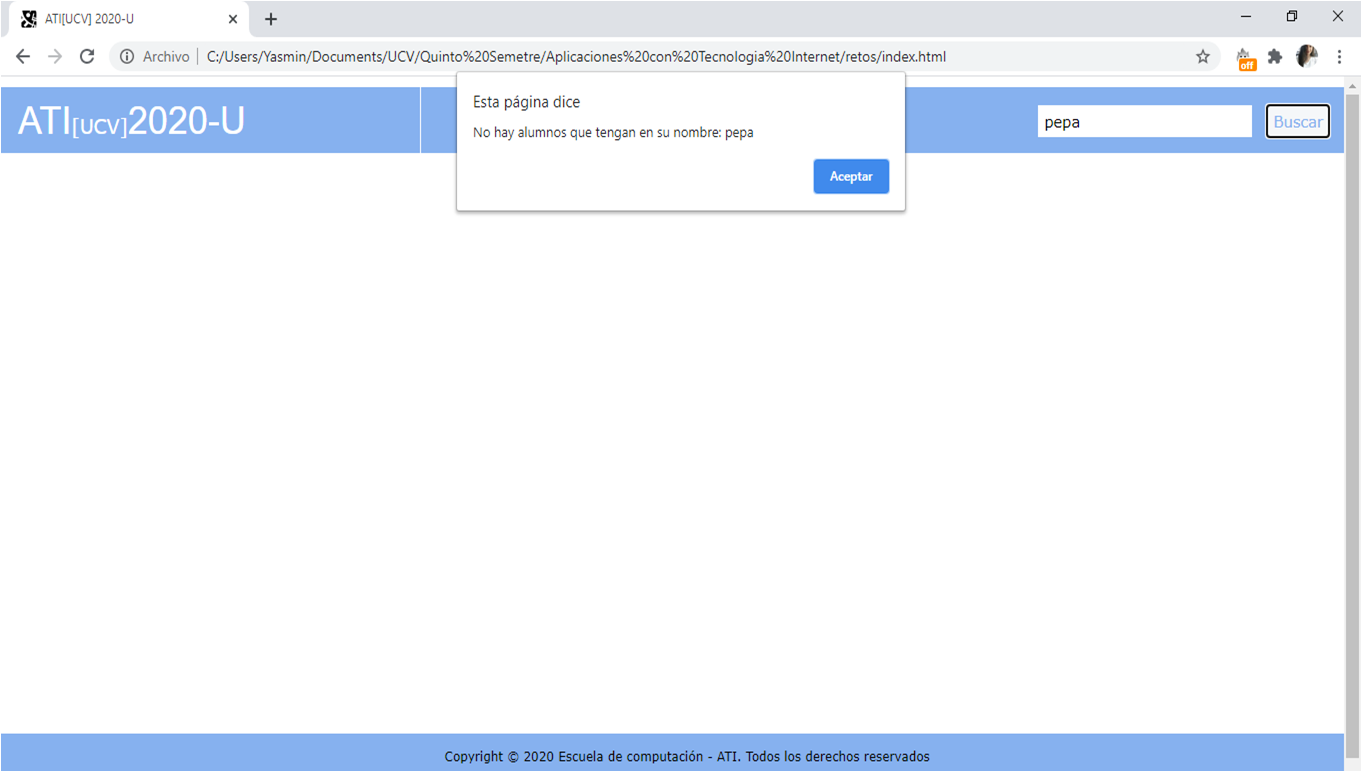 ATI[UCV] 2020-U
Archivo
C:/Users/Yasmin/Documents/UCV/Quinto%20Semetre/Aplicaciones%20con%20Tecnologia%20Internet/retos/index.html
off
ATI[UCV]2020-U
Esta página dice
No hay alumnos que tengan en su nombre: pepa
Aceptar
pepa
Buscar
Copyright © 2020 Escuela de computación - ATI. Todos los derechos reservados